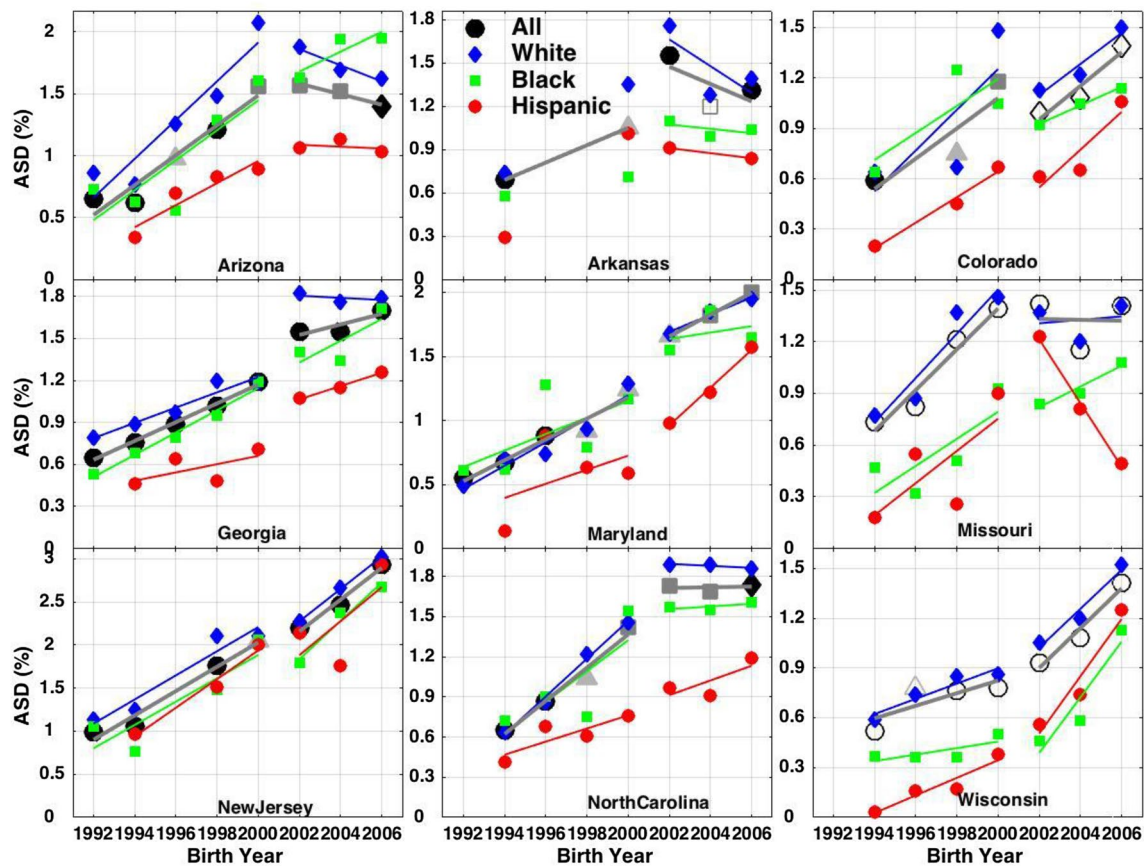 2
1.5
1
0.5
0
ASD (%)
Arizona
1.8
1.5
1.2
0.9
0.6
0.3
0
All
White
Black
Hispanic
Arkansas
1.5
1.2
0.9
0.6
0.3
0
Colorado
1.8
1.5
1.2
0.9
0.6
0.3
0
ASD (%)
Georgia
2
1.5
1
0.5
0
Maryland
1.5
1.2
0.9
0.6
0.3
0
Missouri
3
2.5
2
1.5
1
0.5
0
ASD (%)
NewJersey
1.8
1.5
1.2
0.9
0.6
0.3
0
NorthCarolina
1.5
1.2
0.9
0.6
0.3
0
Wisconsin
1992 1994 1996 1998 2000 2002 2004 2006
Birth Year
1992 1994 1996 1998 2000 2002 2004 2006
Birth Year
1992 1994 1996 1998 2000 2002 2004 2006
Birth Year